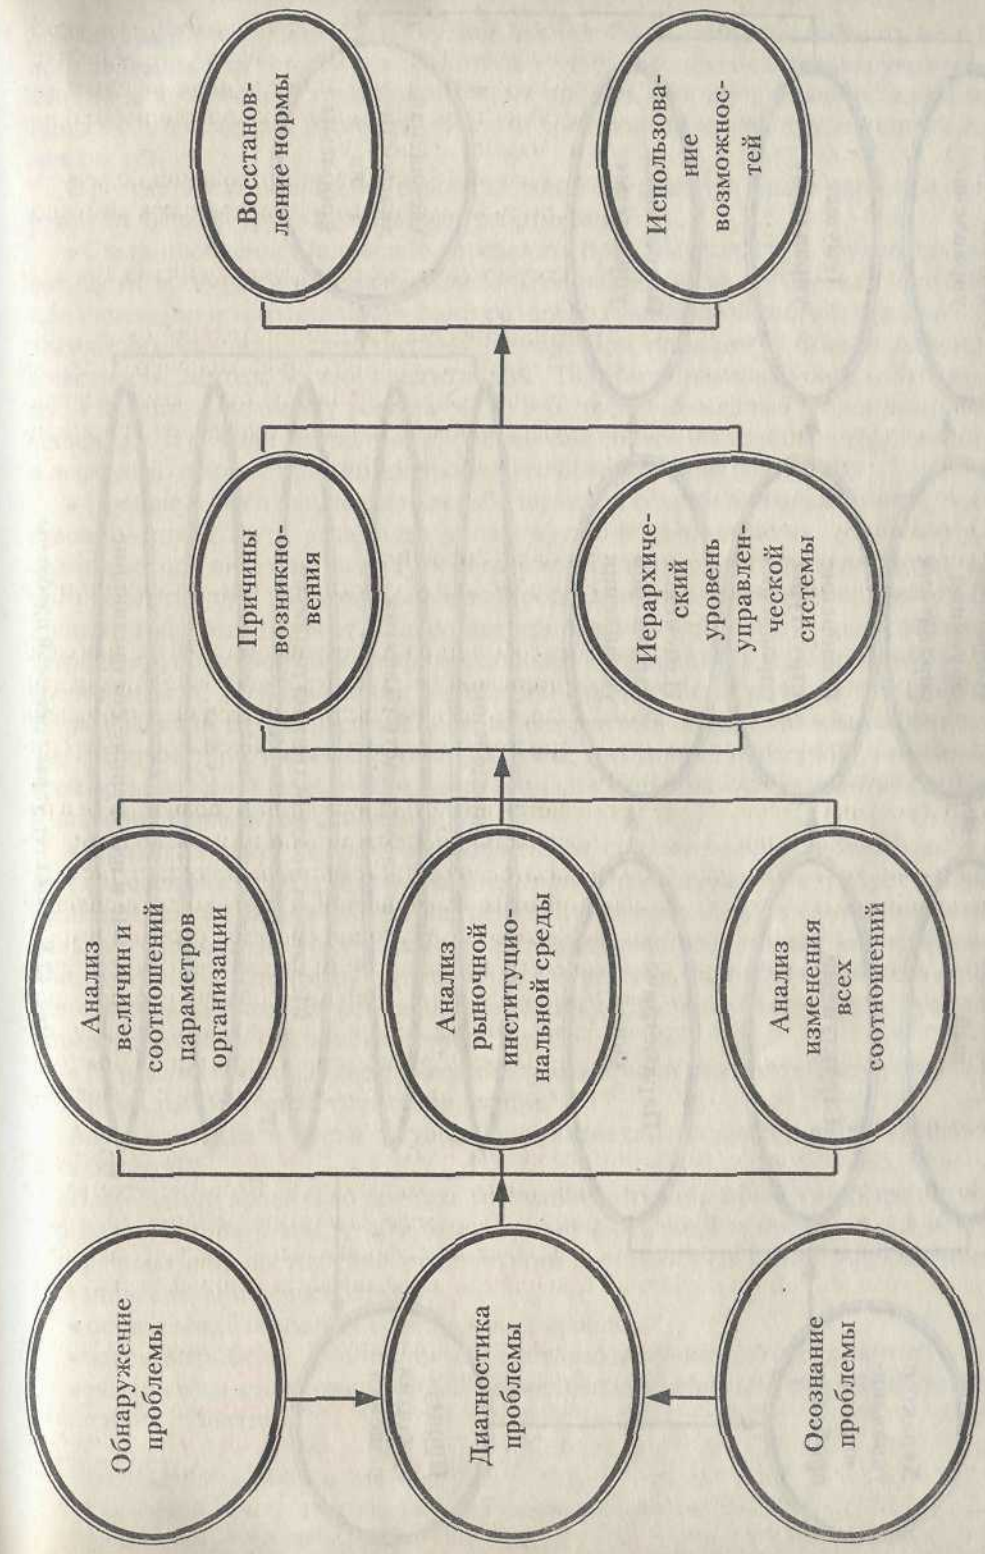 Обнаружение
проблемы
Диагностика
проблемы
Осознание
проблемы
Анализ
величин и
соотношений
параметров
организации
Анализ
рыночной
институцио-
нальной среды
Анализ
изменения
всех
соотношений
Причины
возникно-
вения
Иерархиче-
ский
уровень
управлен-
ческой
системы
Восстанов-
ление нормы
Использова-
ние
возможнос-
тей